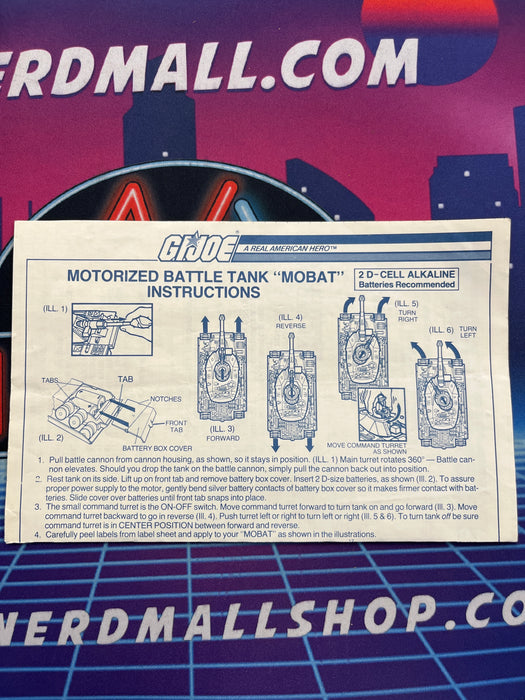 NERDMALL.COM
GIJOE A REAL AMERICAN HERO™
MOTORIZED BATTLE TANK "MOBAT"
INSTRUCTIONS
2 D-CELL ALKALINE
Batteries Recommended
(ILL. 1)
(ILL. 4)
REVERSE
(ILL. 5)
TURN
RIGHT
(ILL. 6) TURN
LEFT
TABS
TAB
NOTCHES
FRONT
TAB
(ILL. 2)
BATTERY BOX COVER
(ILL. 3)
FORWARD
MOVE COMMAND TURRET
AS SHOWN
1. Pull battle cannon from cannon housing, as shown, so it stays in position. (ILL. 1) Main turret rotates 360° — Battle can-
non elevates. Should you drop the tank on the battle cannon, simply pull the cannon back out into position.
2. Rest tank on its side. Lift up on front tab and remove battery box cover. Insert 2 D-size batteries, as shown (Ill. 2). To assure
proper power supply to the motor, gently bend silver battery contacts of battery box cover so it makes firmer contact with bat-
teries. Slide cover over batteries until front tab snaps into place.
3. The small command turret is the ON-OFF switch. Move command turret forward to turn tank on and go forward (Ill. 3). Move
command turret backward to go in reverse (Ill. 4). Push turret left or right to turn left or right (Ill. 5 & 6). To turn tank off be sure
command turret is in CENTER POSITION between forward and reverse.
4. Carefully peel labels from label sheet and apply to your "MOBAT" as shown in the illustrations.
NERDMALLSHOP.CO